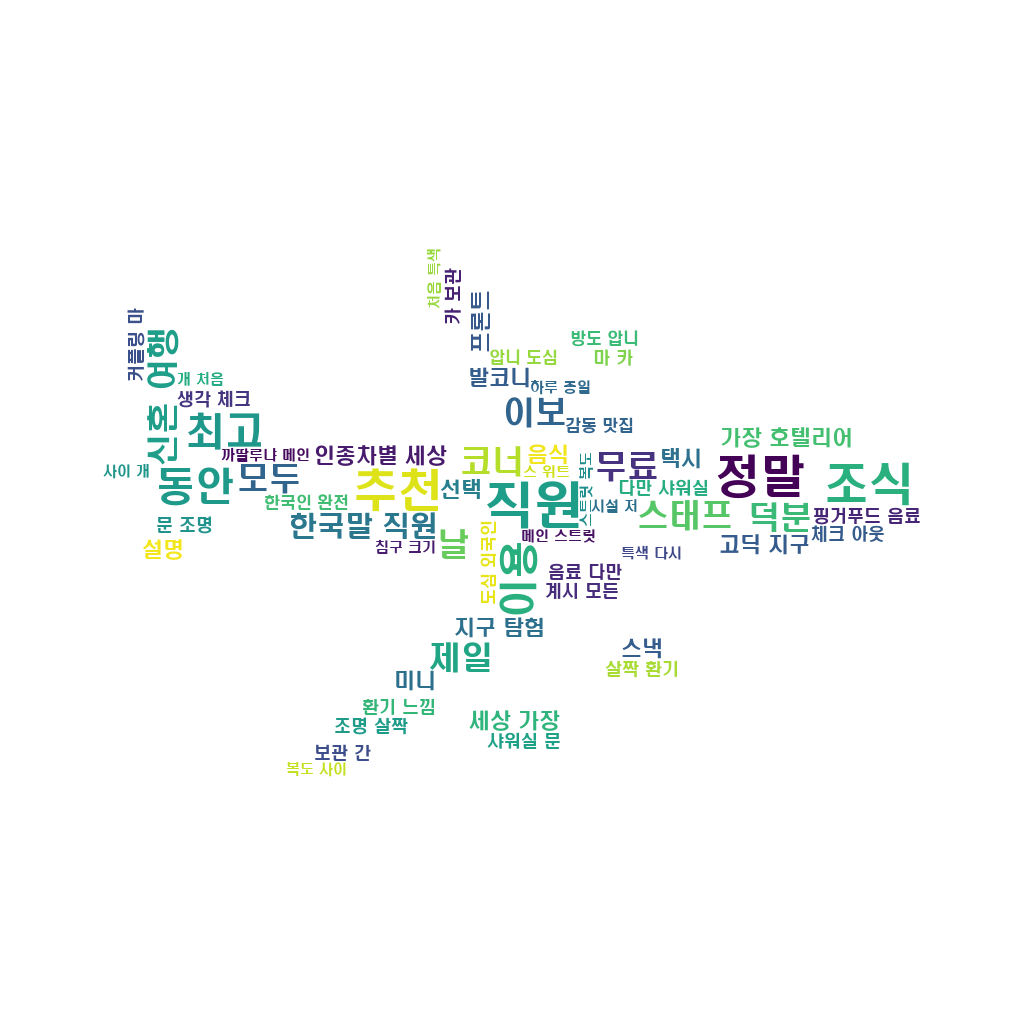 처음 특색
카 보관
프론트
커플링 마
여행
방도 압니
압니 도심
마 카
발코니
하루 종일
개 처음
생각 체크
신혼
최고
이보
감동 맛집
가장 호텔리어
까딸루냐 메인
인종차별 세상
코너
음식
스 위트
스트릿 복도
무료
택시
정말
조식
사이 개
동안
모두
추천
선택
직원
다만 샤워실
한국인 완전
시설 저
스태프
덕분
핑거푸드 음료
문 조명
한국말 직원
날
도심 외국인
메인 스트릿
체크 아웃
설명
침구 크기
이용
특색 다시
고딕 지구
음료 다만
계시 모든
지구 탐험
제일
스낵
살짝 환기
미니
환기 느낌
조명 살짝
세상 가장
샤워실 문
보관 간
복도 사이